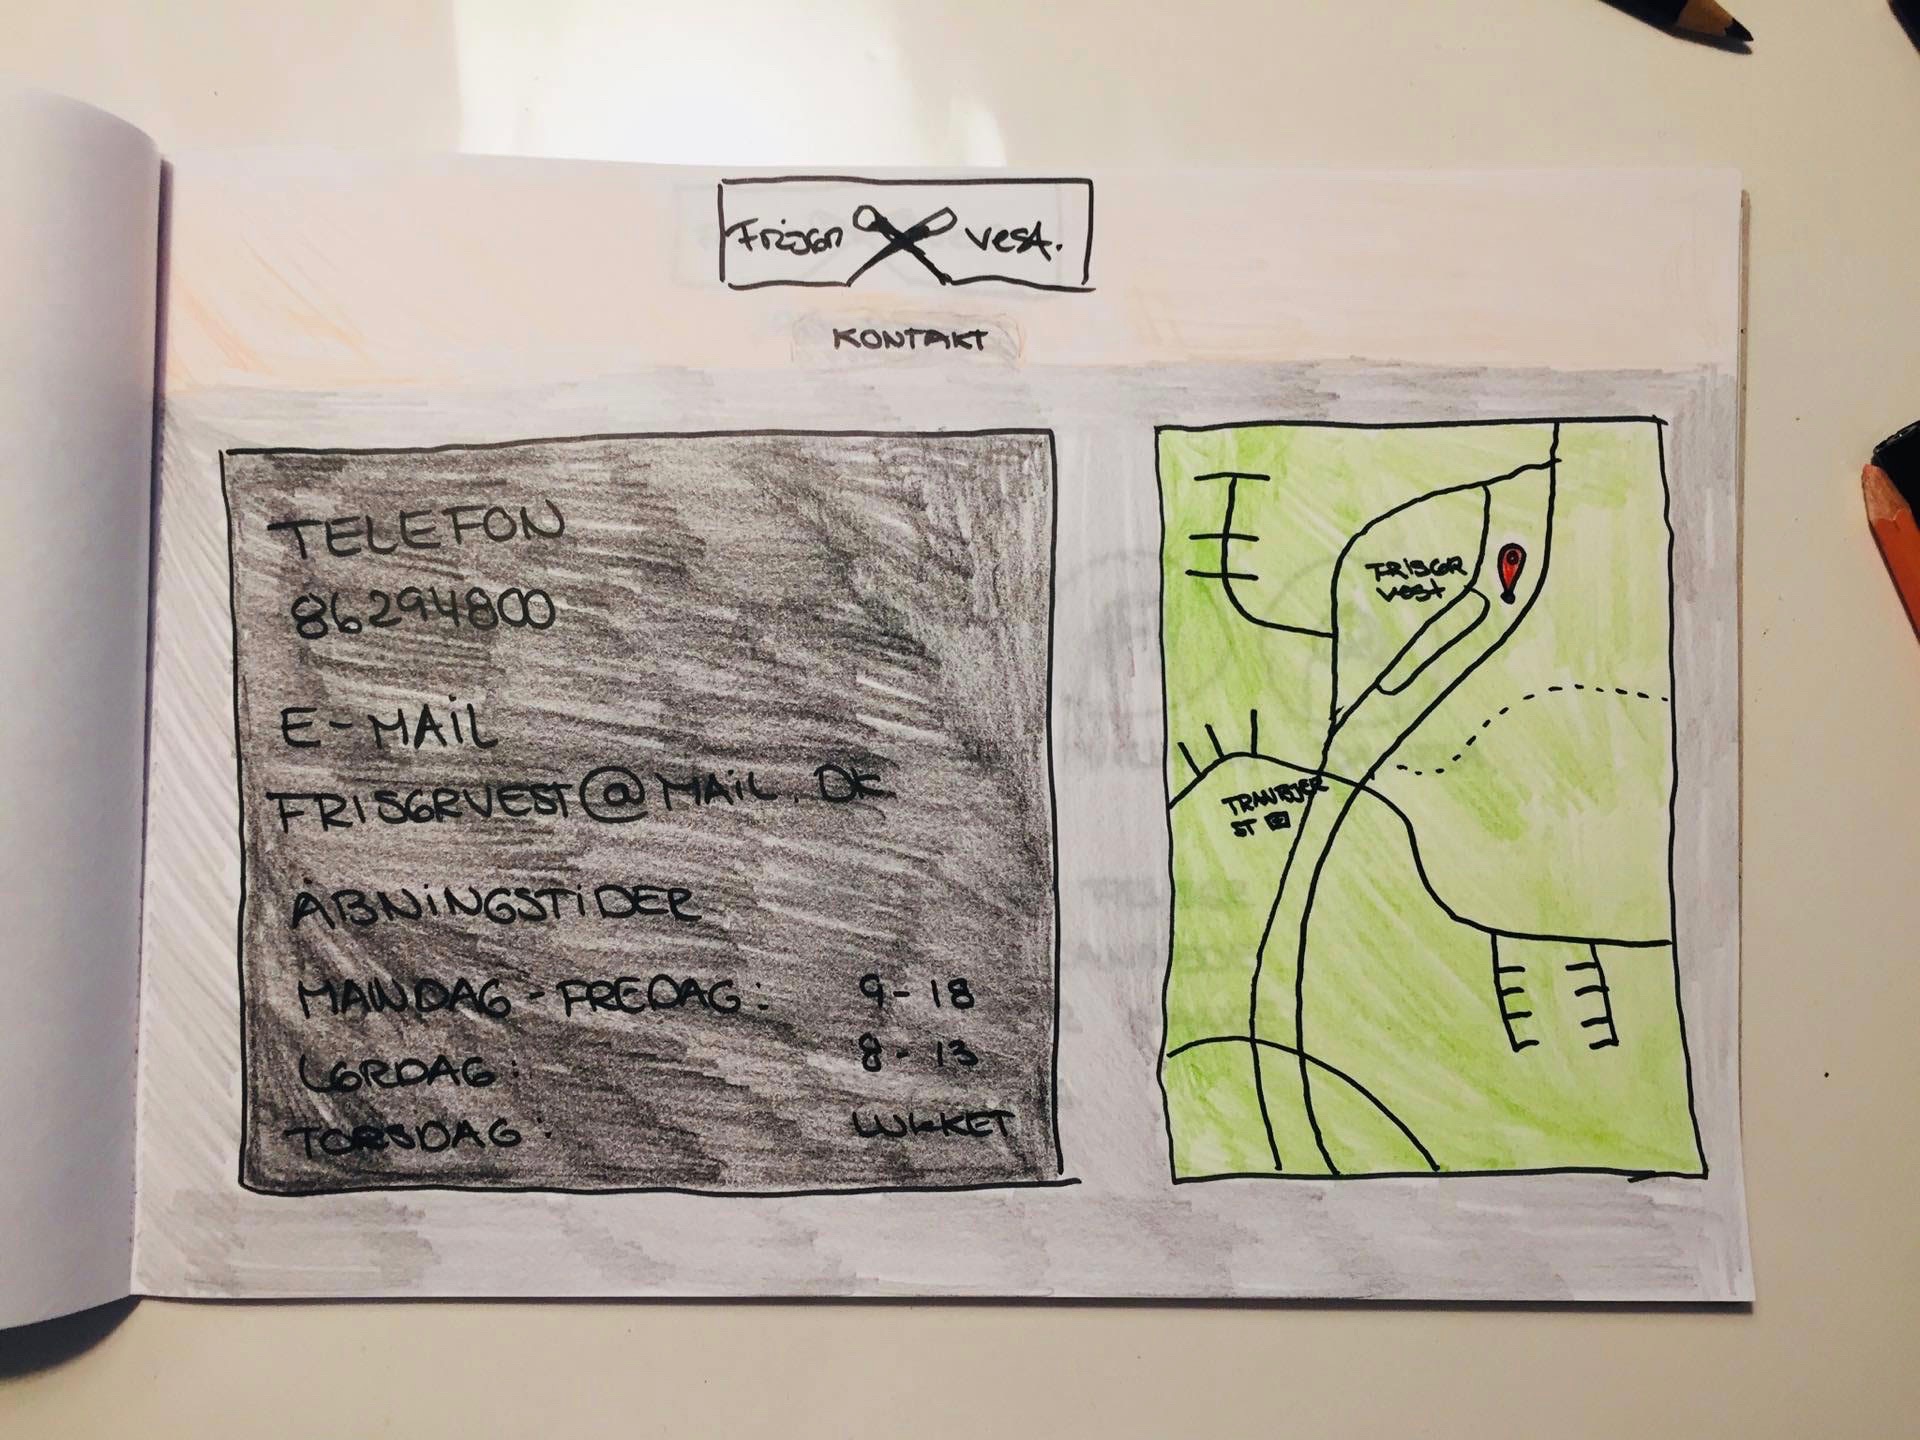 Frisør vest.
KONTAKT
TELEFON
86294800
E-MAIL
FRISØRVEST@MAIL.DK
ÅBNINGSTIDER
MANDAG - FREDAG: 9 - 18
LØRDAG: 8 - 13
TORSDAG: LUKKET
FRISØR
vest
TRANBJER
ST